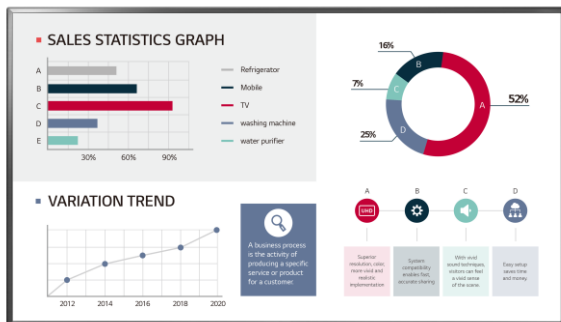 SALES STATISTICS GRAPH
A
B
C
D
E
30%
60%
90%
Refrigerator
Mobile
TV
washing machine
water purifier
16%
7%
25%
52%
B
C
D
A
VARIATION TREND
2012
2014
2016
2018
2020
A business process
is the activity of
producing a specific
service or product
for a customer.
A
B
C
D
UHD
Superior
resolution, color,
more vivid and
realistic
implementation
System
compatibility
enables fast,
accurate sharing
With vivid
sound techniques,
visitors can feel
a vivid sense
of the scene.
Easy setup
saves time
and money.